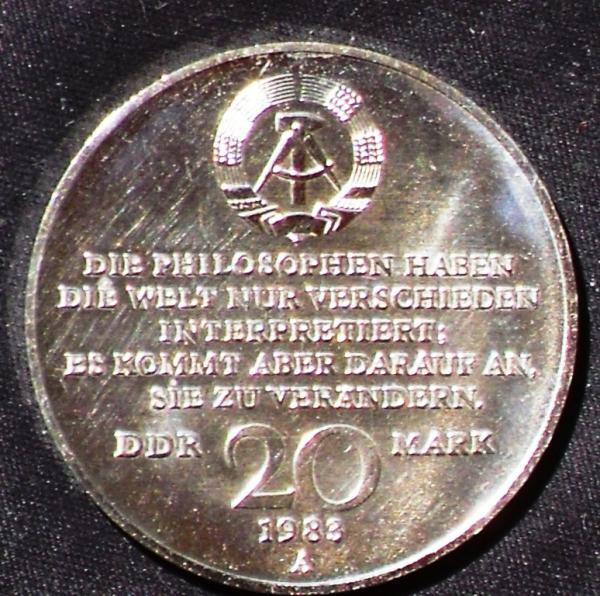 DIE PHILOSOPHEN HABEN
DIE WELT NUR VERSCHIEDEN
INTERPRETIERT;
ES KOMMT ABER DARAUF AN,
SIE ZU VERÄNDERN.
DDR 20 MARK
1983
A